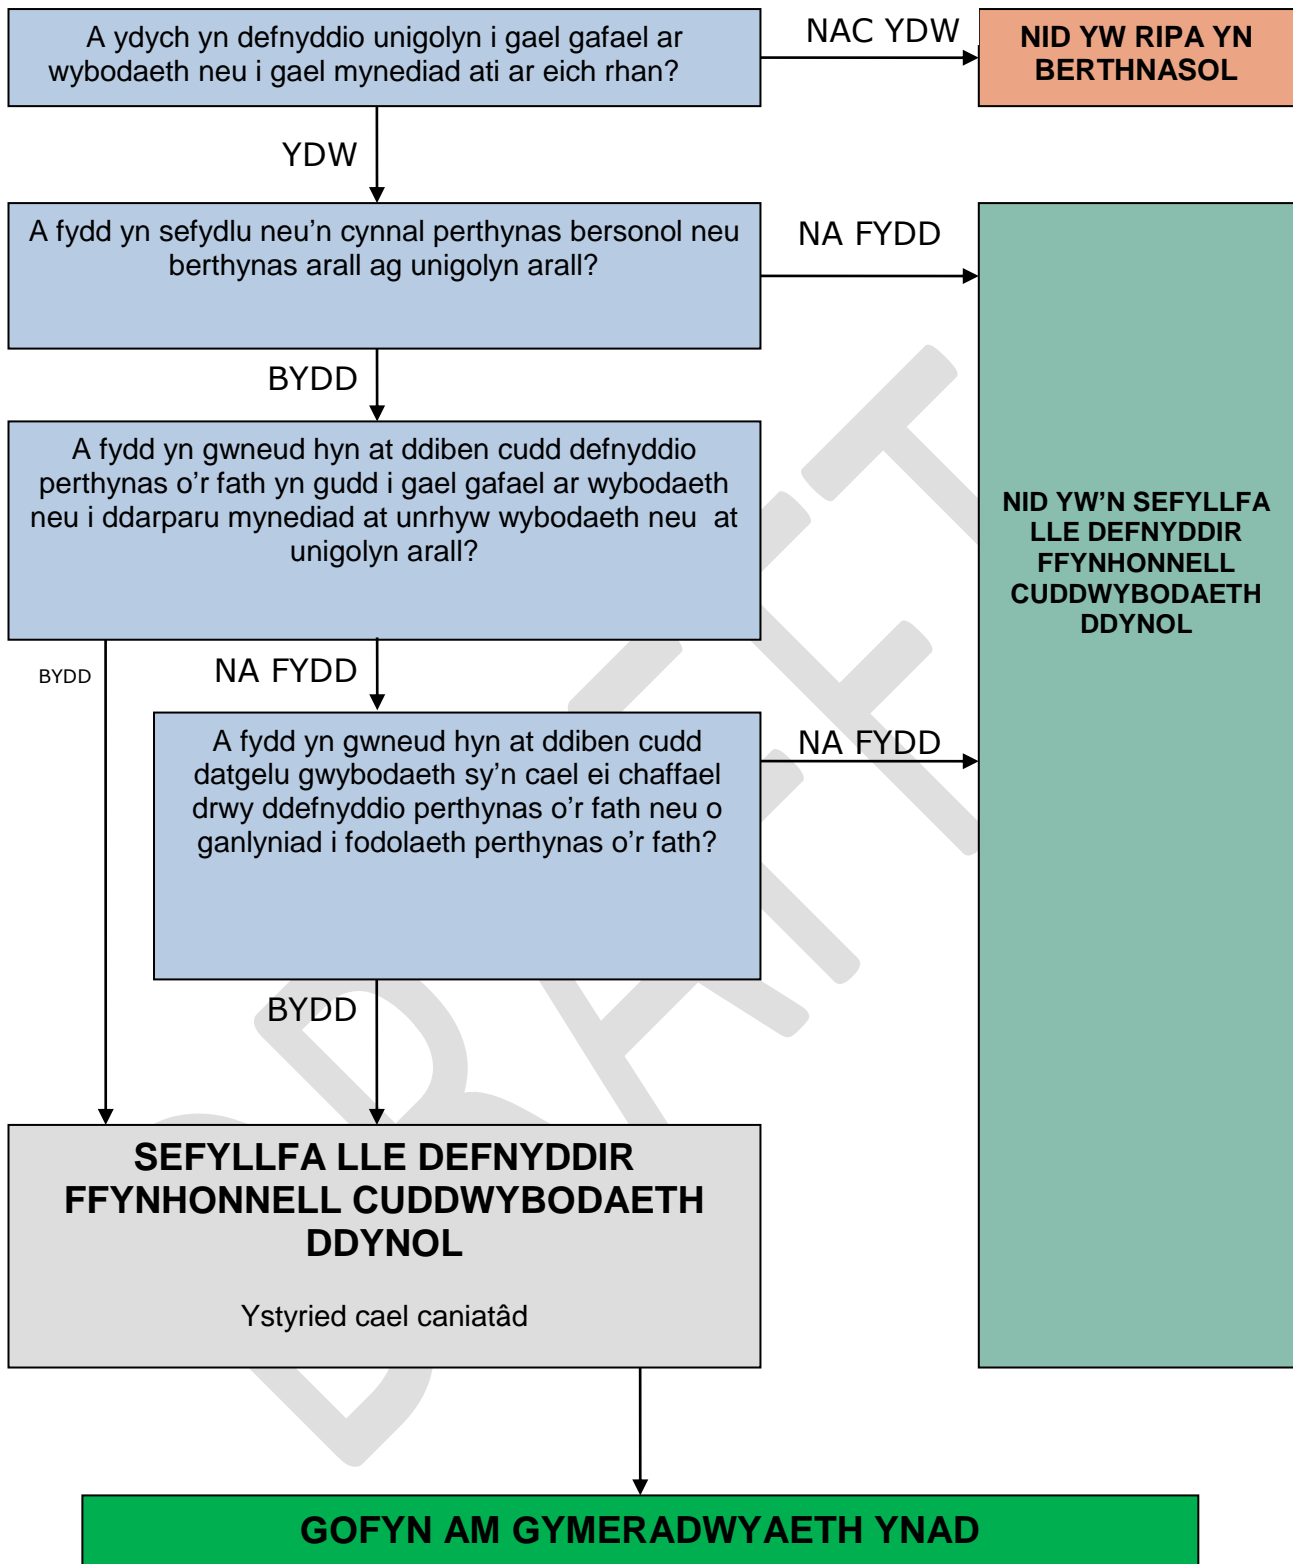 A ydych yn defnyddio unigolyn i gael gafael ar
wybodaeth neu i gael mynediad ati ar eich rhan?
NAC YDW
NID YW RIPA YN
BERTHNASOL
YDW
A fydd yn sefydlu neu’n cynnal perthynas bersonol neu
berthynas arall ag unigolyn arall?
NA FYDD
BYDD
A fydd yn gwneud hyn at ddiben cudd defnyddio
perthynas o’r fath yn gudd i gael gafael ar wybodaeth
neu i ddarparu mynediad at unrhyw wybodaeth neu at
unigolyn arall?
NID YW’N SEFYLLFA
LLE DEFNYDDIR
FFYNHONNELL
CUDDWYBODAETH
DDYNOL
BYDD
NA FYDD
A fydd yn gwneud hyn at ddiben cudd
datgelu gwybodaeth sy’n cael ei chaffael
drwy ddefnyddio perthynas o’r fath neu o
ganlyniad i fodolaeth perthynas o’r fath?
NA FYDD
BYDD
SEFYLLFA LLE DEFNYDDIR
FFYNHONNELL CUDDWYBODAETH
DDYNOL
Ystyried cael caniatâd
GOFYN AM GYMERADWYAETH YNAD
DRAFT